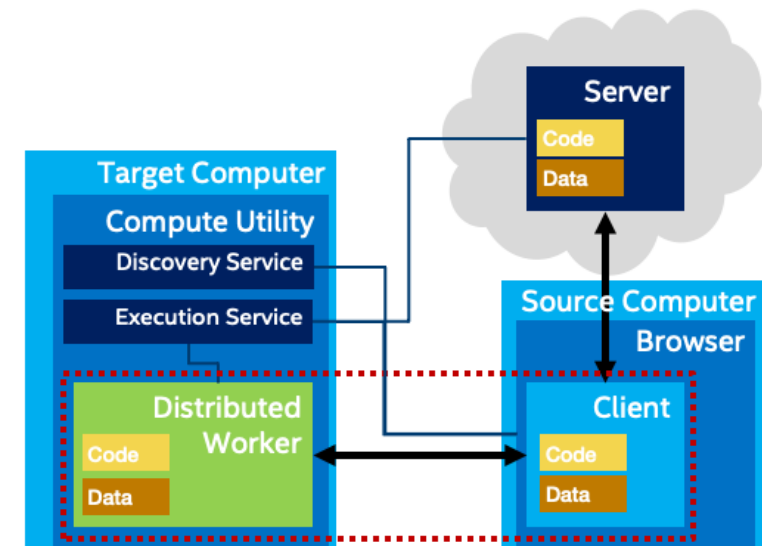 Server
Code
Data
Target Computer
Compute Utility
Discovery Service
Execution Service
Distributed
Worker
Code
Data
Source Computer
Browser
Client
Code
Data